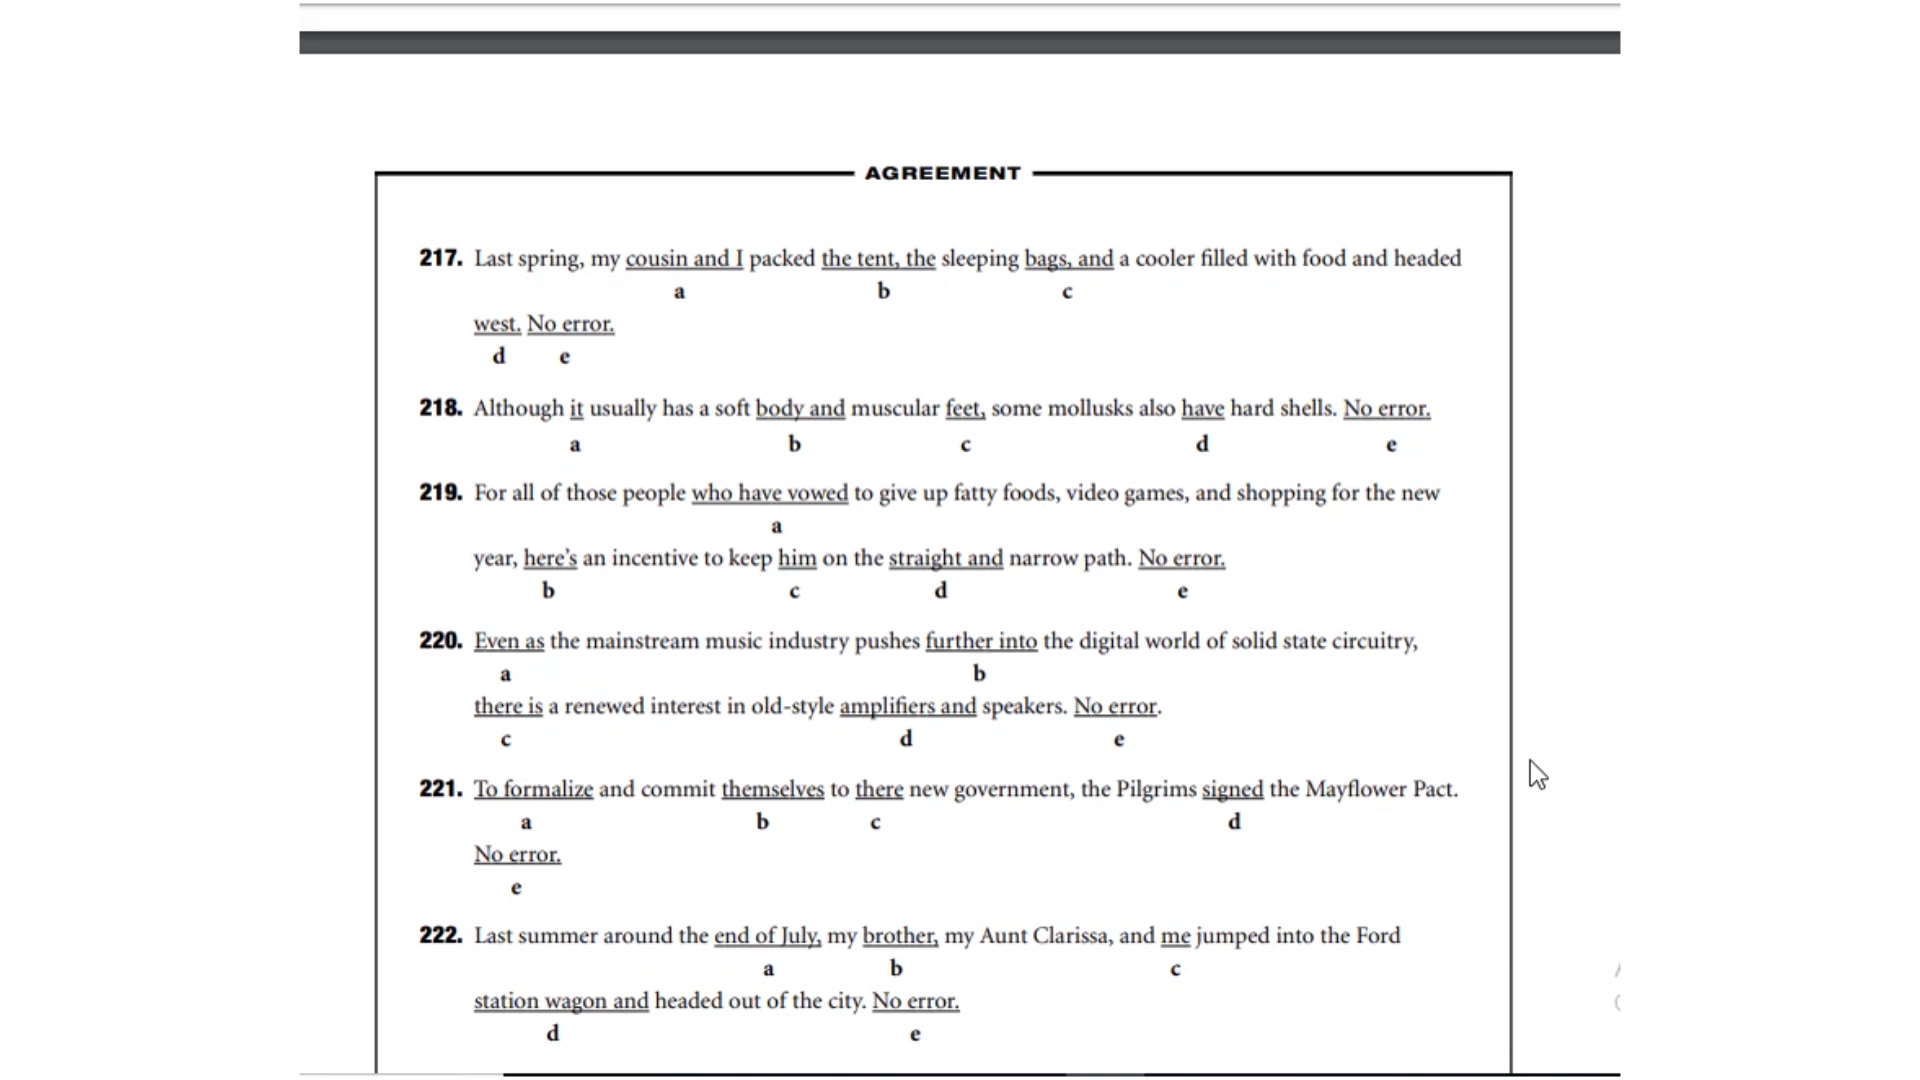 AGREEMENT
217. Last spring, my cousin and I packed the tent, the sleeping bags, and a cooler filled with food and headed
a b c
west. No error.
d e
218. Although it usually has a soft body and muscular feet, some mollusks also have hard shells. No error.
a b c d e
219. For all of those people who have vowed to give up fatty foods, video games, and shopping for the new
a
year, here's an incentive to keep him on the straight and narrow path. No error.
b c d e
220. Even as the mainstream music industry pushes further into the digital world of solid state circuitry,
a b
there is a renewed interest in old-style amplifiers and speakers. No error.
c d e
221. To formalize and commit themselves to there new government, the Pilgrims signed the Mayflower Pact.
a b c d
No error.
e
222. Last summer around the end of July, my brother, my Aunt Clarissa, and me jumped into the Ford
a b c
station wagon and headed out of the city. No error.
d e